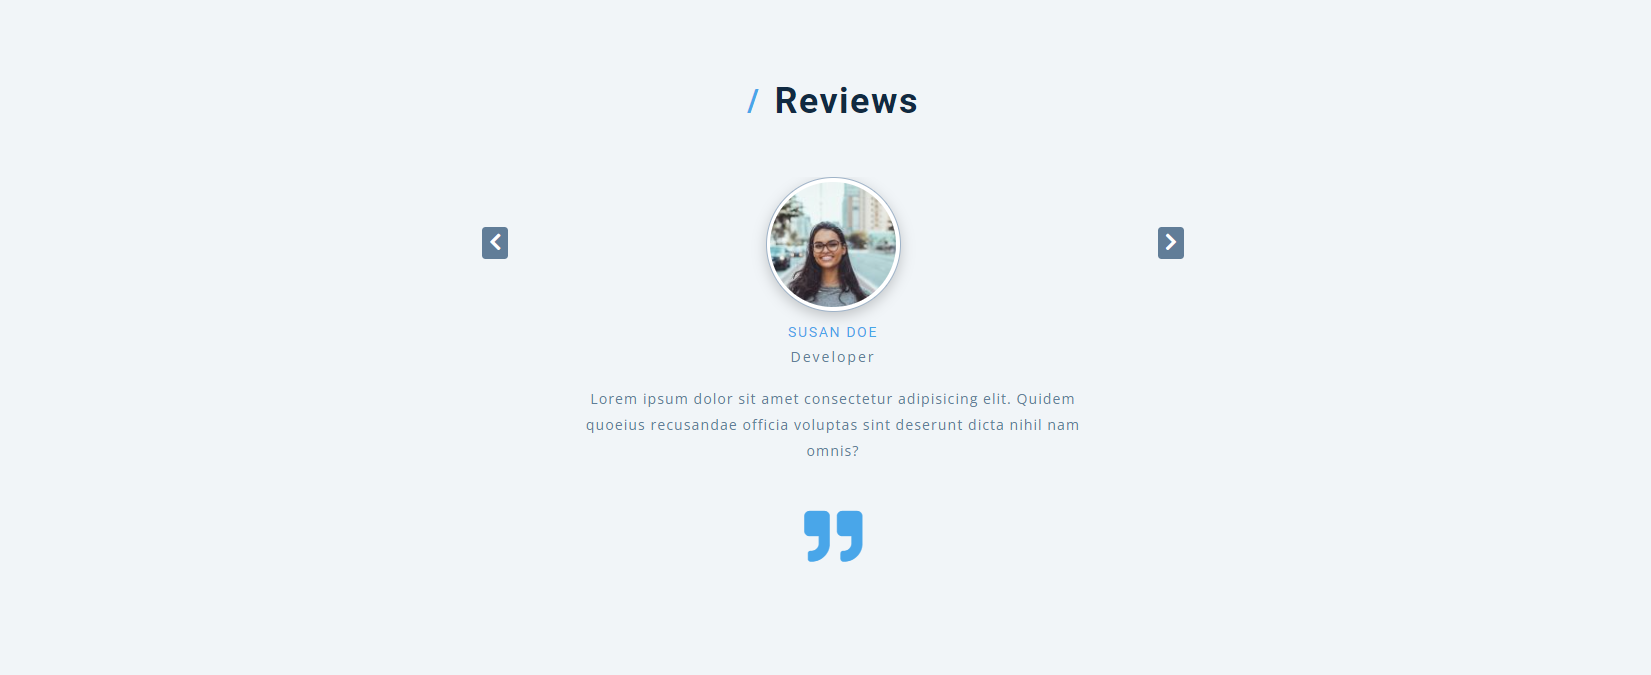 / Reviews
SUSAN DOE
Developer
Lorem ipsum dolor sit amet consectetur adipisicing elit. Quidem
quoeius recusandae officia voluptas sint deserunt dicta nihil nam
omnis?